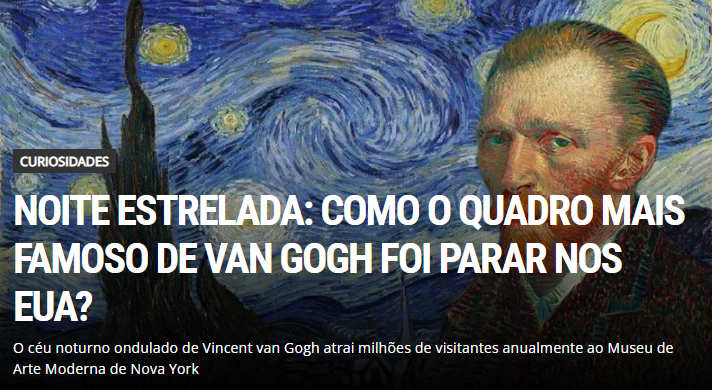 CURIOSIDADES
NOITE ESTRELADA: COMO O QUADRO MAIS
FAMOSO DE VAN GOGH FOI PARAR NOS
EUA?
O céu noturno ondulado de Vincent van Gogh atrai milhões de visitantes anualmente ao Museu de
Arte Moderna de Nova York